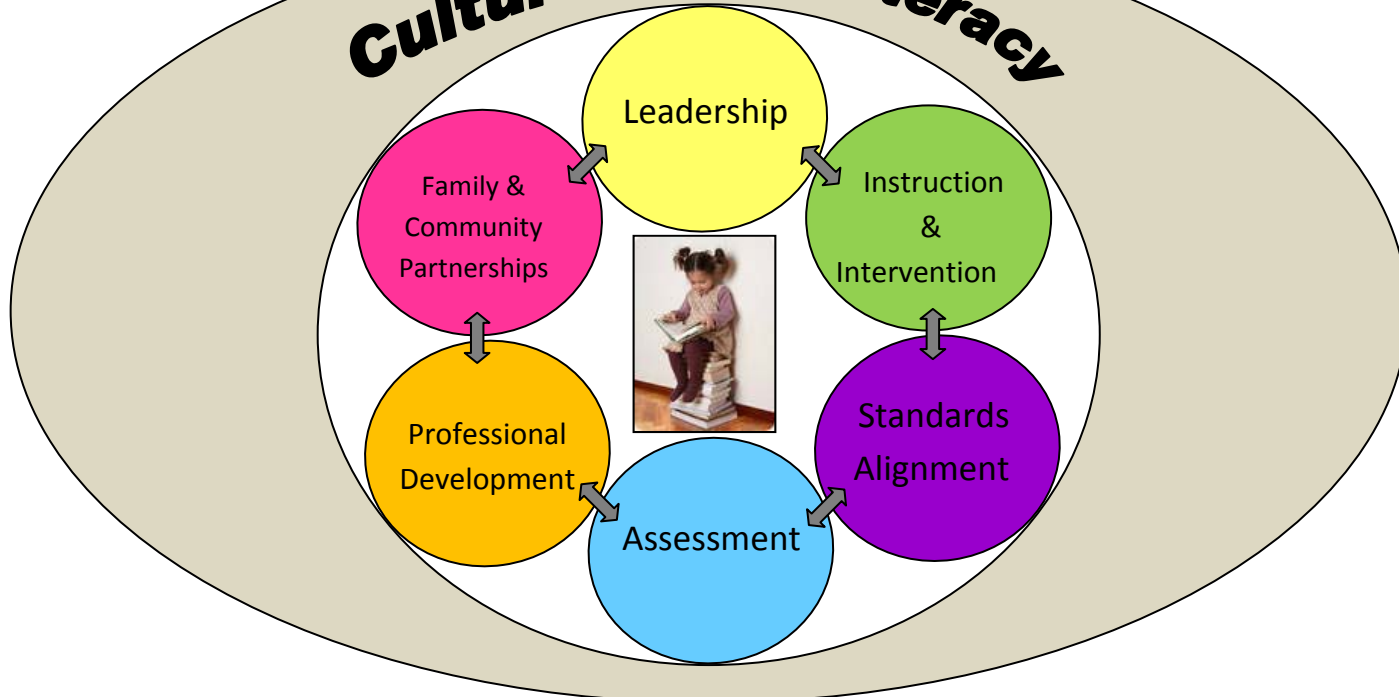 Leadership
Family &
Community
Partnerships
Instruction
&
Intervention
Professional
Development
Standards
Alignment
Assessment